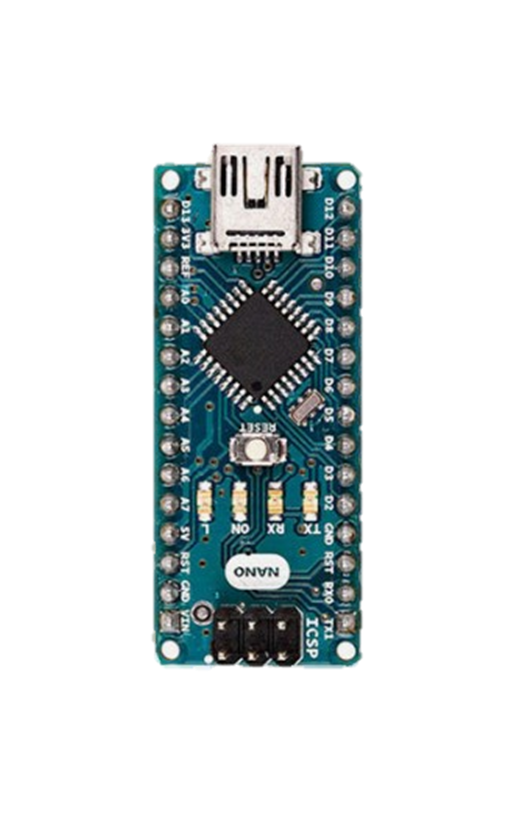 D13
3V3
REF
A0
A1
A2
A3
A4
A5
A6
A7
5V
RST
GND
VIN
D12
D11
D10
D9
D8
D7
D6
D5
D4
D3
D2
GND
RST
RX0
TX1
RESET
L
ON
RX
TX
NANO
ICSP